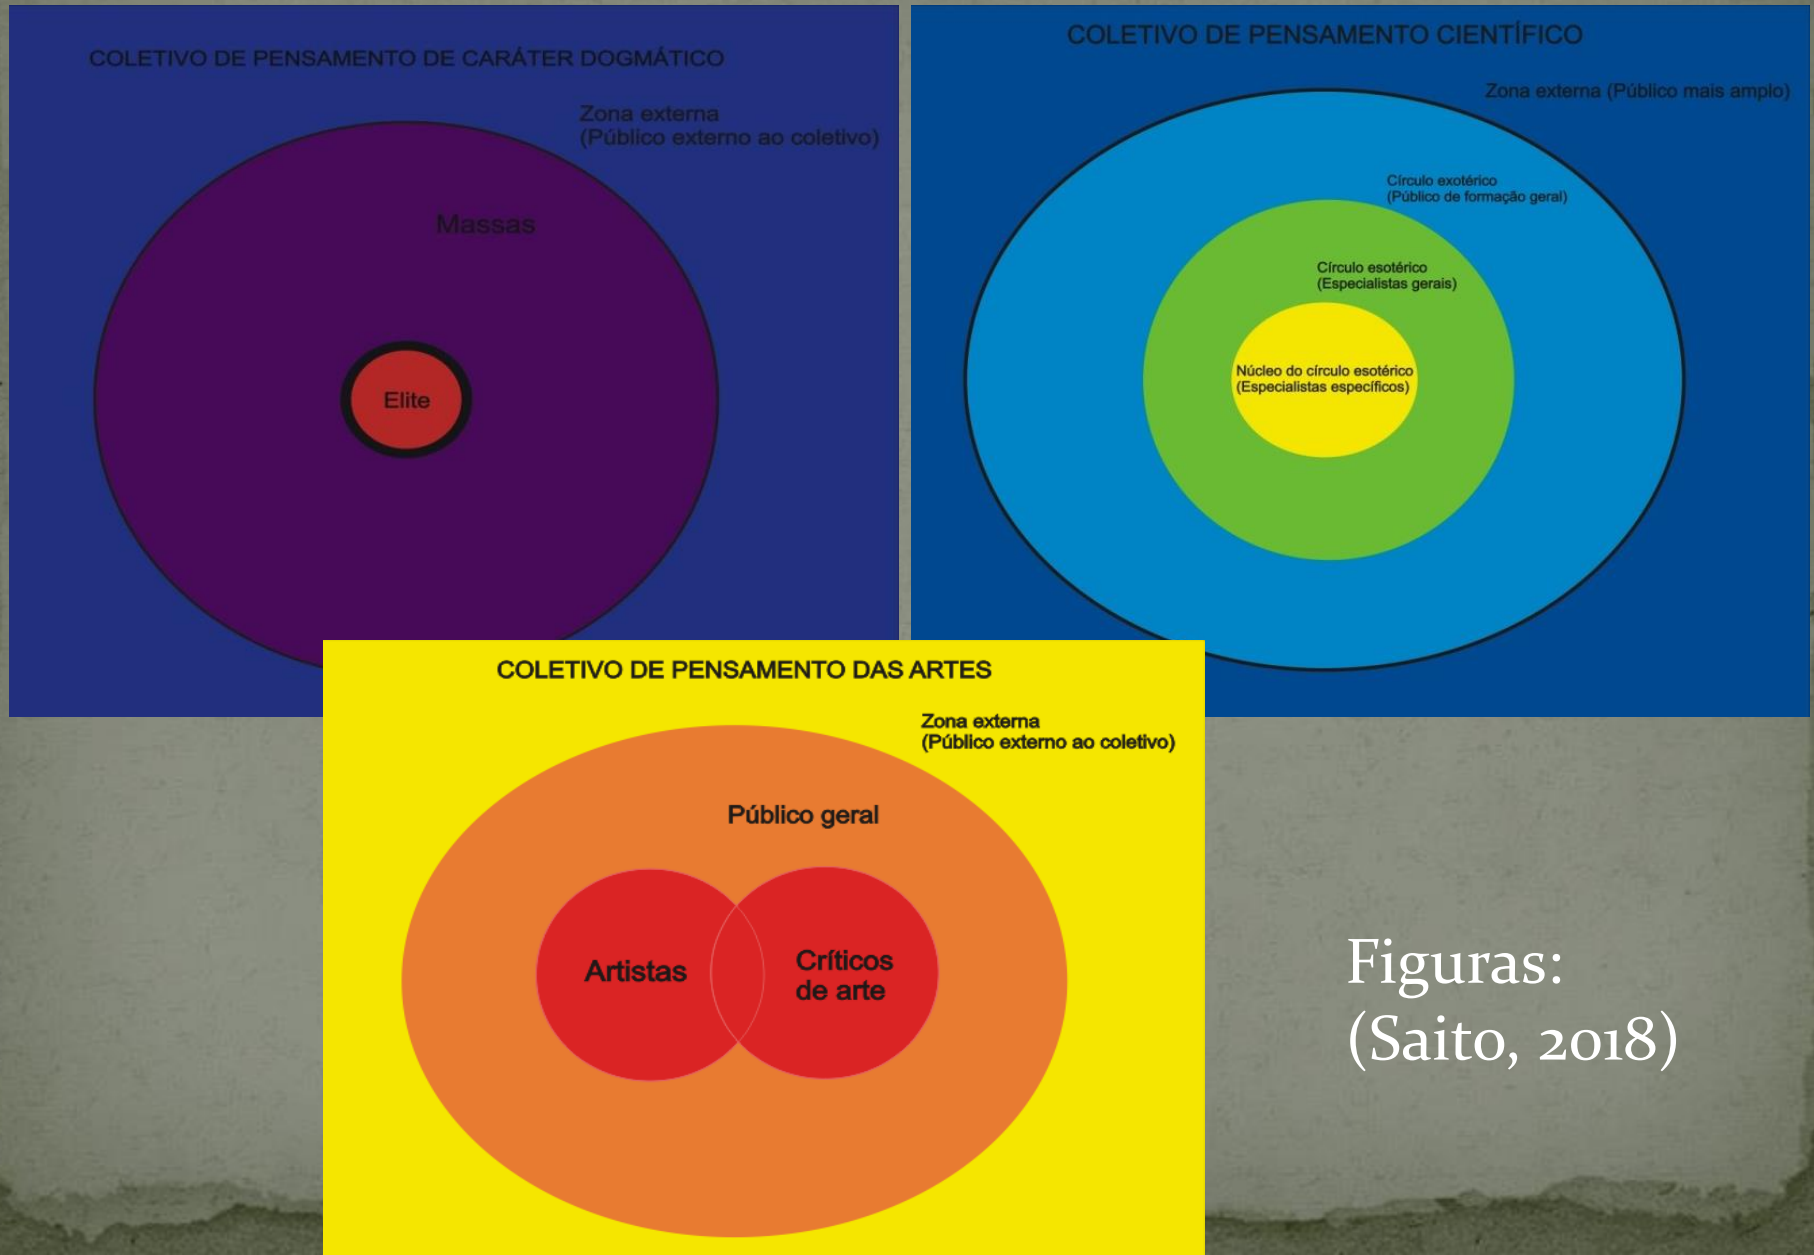 COLETIVO DE PENSAMENTO DE CARÁTER DOGMÁTICO
Zona externa
(Público externo ao coletivo)
Massas
Elite
COLETIVO DE PENSAMENTO CIENTÍFICO
Zona externa (Público mais amplo)
Círculo exotérico
(Público de formação geral)
Círculo esotérico
(Especialistas gerais)
Núcleo do círculo esotérico
(Especialistas específicos)
COLETIVO DE PENSAMENTO DAS ARTES
Zona externa
(Público externo ao coletivo)
Público geral
Artistas
Críticos
de arte
Figuras:
(Saito, 2018)